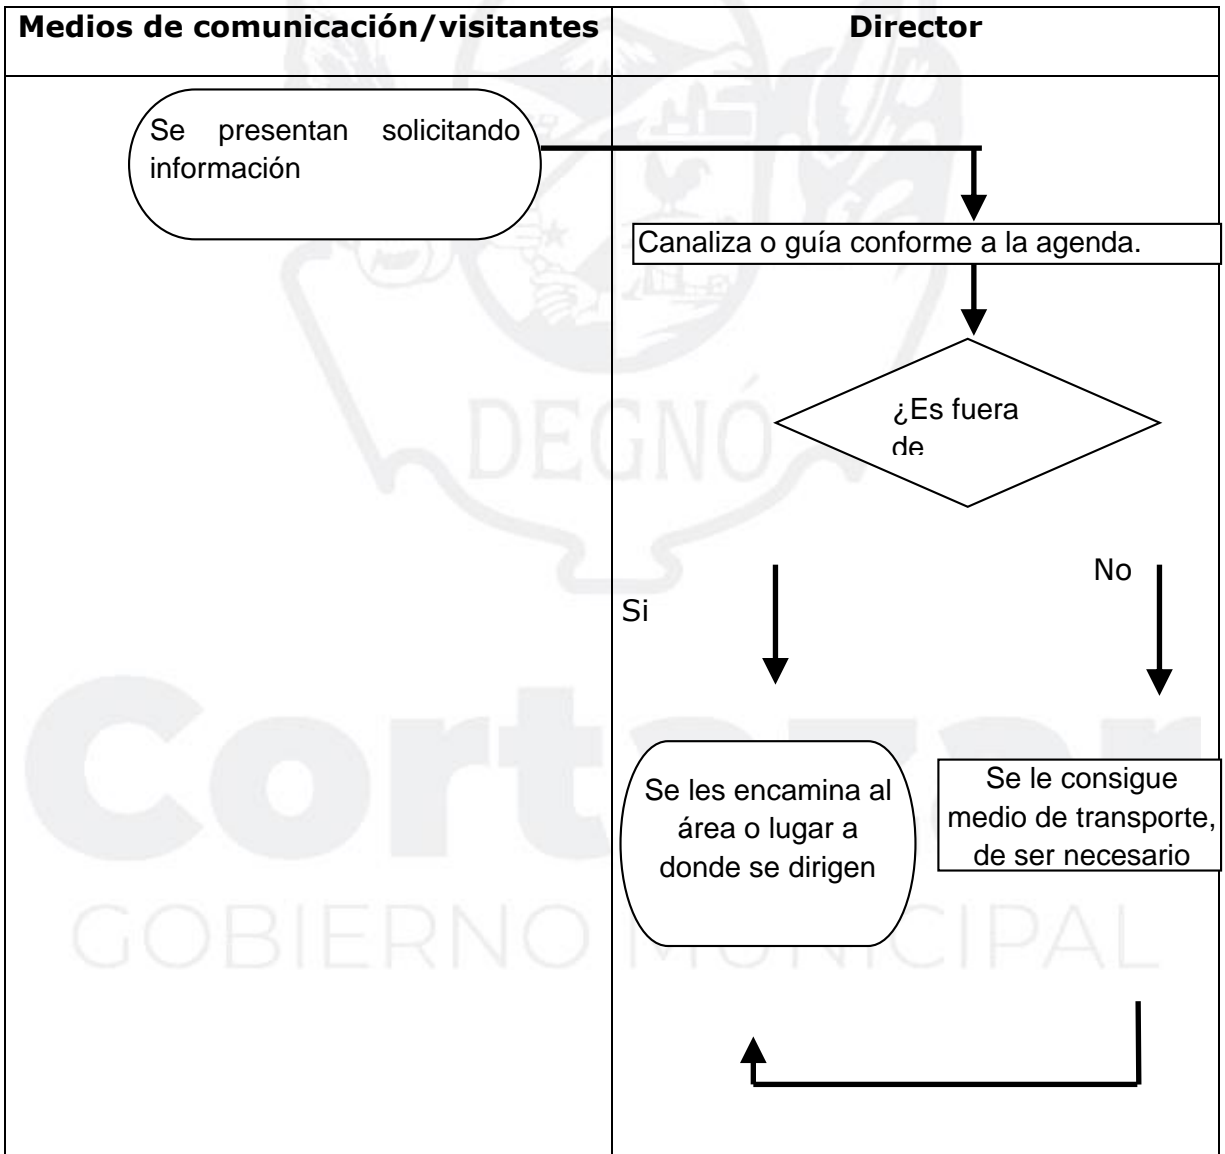 Medios de comunicación/visitantes
Director
Se presentan solicitando
información
Canaliza o guía conforme a la agenda.
¿Es fuera
de
No
Si
Se les encamina al
área o lugar a
donde se dirigen
Se le consigue
medio de transporte,
de ser necesario
DEGNÓ
Cortazar
GOBIERNO MUNICIPAL